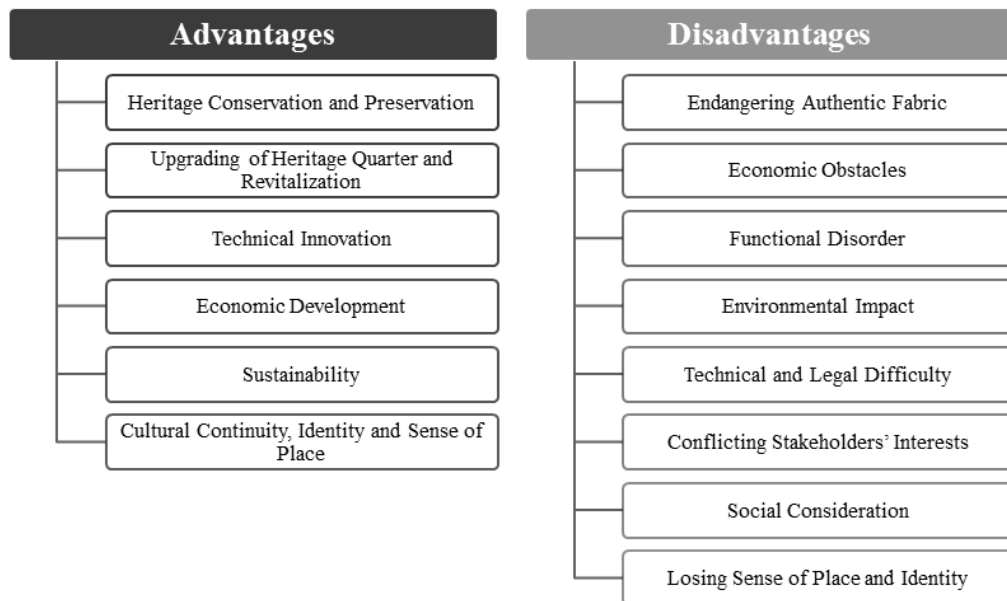 Advantages
Heritage Conservation and Preservation
Upgrading of Heritage Quarter and
Revitalization
Technical Innovation
Economic Development
Sustainability
Cultural Continuity, Identity and Sense of
Place
Disadvantages
Endangering Authentic Fabric
Economic Obstacles
Functional Disorder
Environmental Impact
Technical and Legal Difficulty
Conflicting Stakeholders’ Interests
Social Consideration
Losing Sense of Place and Identity